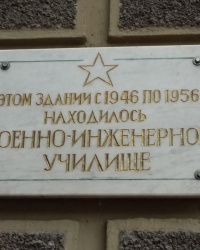 ЭТОМ ЗДАНИИ С 1946 ПО 1956
НАХОДИЛОСЬ
ОЕННО-ИНЖЕНЕРНО
УЧИЛИЩЕ